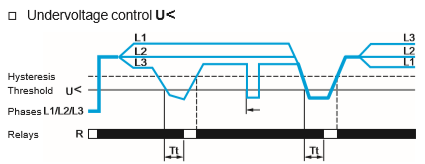 □ Undervoltage control U<
L1
L2
L3
L3
L2
L1
Hysteresis
Threshold U<
Phases L1/L2/L3
Relays R
Tt
Tt